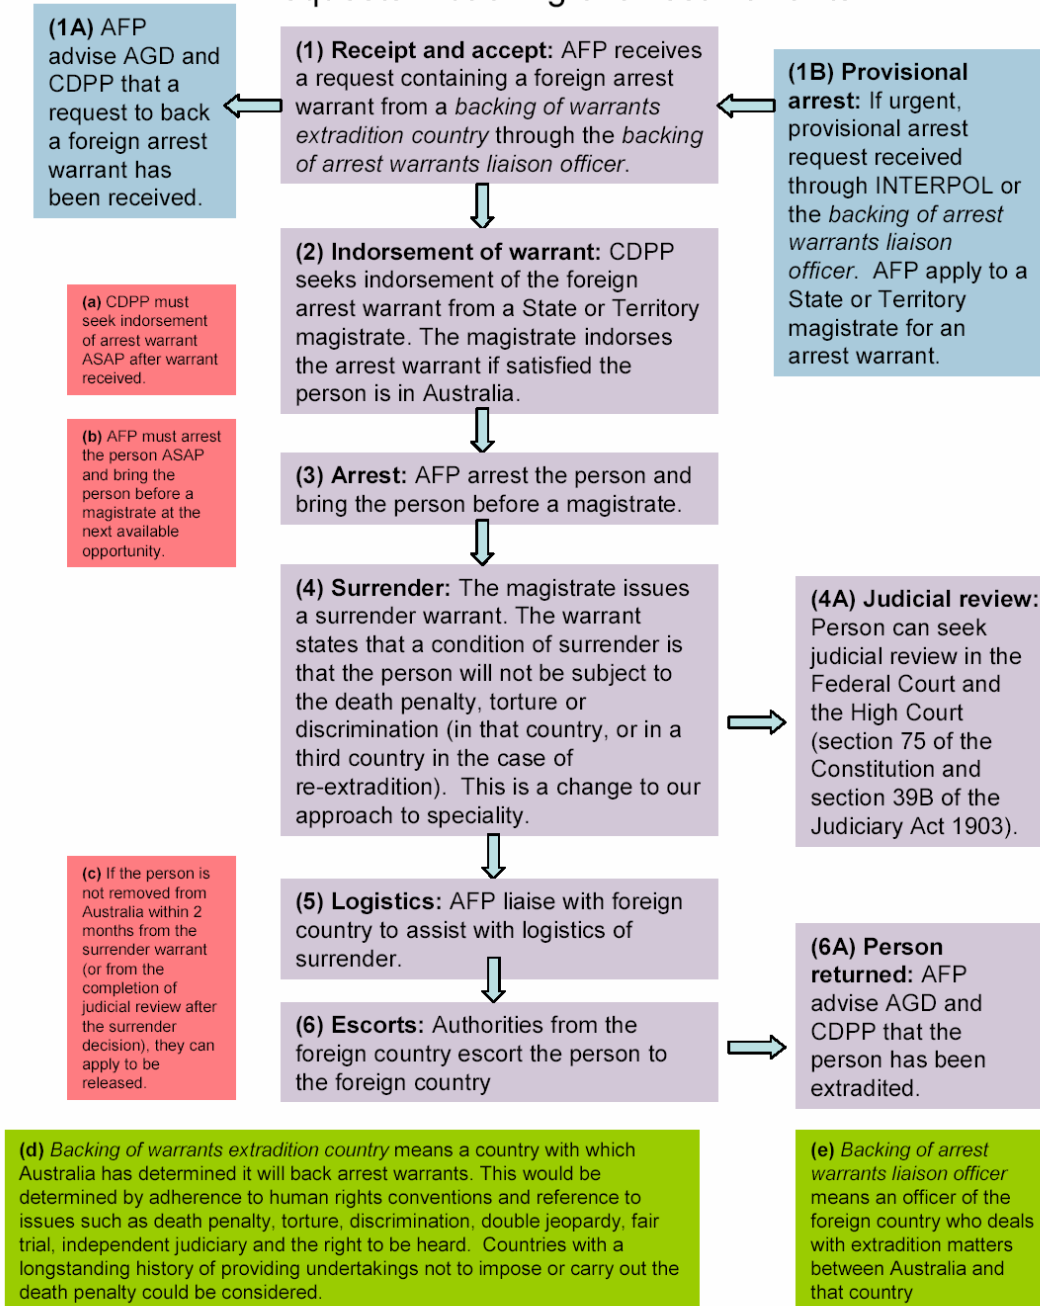 (1A) AFP
advise AGD and
CDPP that a
request to back
a foreign arrest
warrant has
been received.
(1) Receipt and accept: AFP receives
a request containing a foreign arrest
warrant from a backing of warrants
extradition country through the backing
of arrest warrants liaison officer.
(1B) Provisional
arrest: If urgent,
provisional arrest
request received
through INTERPOL or
the backing of arrest
warrants liaison
officer.  AFP apply to a
State or Territory
magistrate for an
arrest warrant.
(2) Indorsement of warrant: CDPP
seeks indorsement of the foreign
arrest warrant from a State or Territory
magistrate. The magistrate indorses
the arrest warrant if satisfied the
person is in Australia.
(a) CDPP must
seek indorsement
of arrest warrant
ASAP after warrant
received.
(b) AFP must arrest
the person ASAP
and bring the
person before a
magistrate at the
next available
opportunity.
(3) Arrest: AFP arrest the person and
bring the person before a magistrate.
(4) Surrender: The magistrate issues
a surrender warrant. The warrant
states that a condition of surrender is
that the person will not be subject to
the death penalty, torture or
discrimination (in that country, or in a
third country in the case of
re-extradition).  This is a change to our
approach to speciality.
(4A) Judicial review:
Person can seek
judicial review in the
Federal Court and
the High Court
(section 75 of the
Constitution and
section 39B of the
Judiciary Act 1903).
(c) If the person is
not removed from
Australia within 2
months from the
surrender warrant
(or from the
completion of
judicial review after
the surrender
decision), they can
apply to be
released.
(5) Logistics: AFP liaise with foreign
country to assist with logistics of
surrender.
(6) Escorts: Authorities from the
foreign country escort the person to
the foreign country
(6A) Person
returned: AFP
advise AGD and
CDPP that the
person has been
extradited.
(d) Backing of warrants extradition country means a country with which
Australia has determined it will back arrest warrants. This would be
determined by adherence to human rights conventions and reference to
issues such as death penalty, torture, discrimination, double jeopardy, fair
trial, independent judiciary and the right to be heard.  Countries with a
longstanding history of providing undertakings not to impose or carry out the
death penalty could be considered.
(e) Backing of arrest
warrants liaison officer
means an officer of the
foreign country who deals
with extradition matters
between Australia and
that country